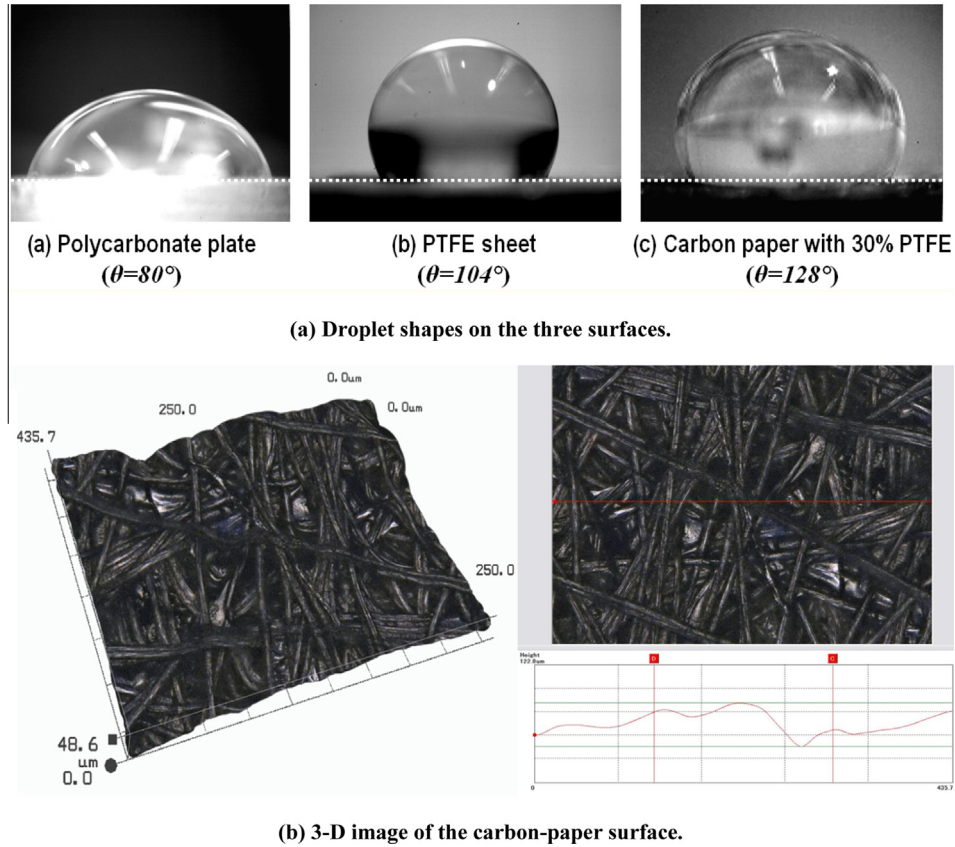 (a) Polycarbonate plate
(θ=80°)
(b) PTFE sheet
(θ=104°)
(c) Carbon paper with 30% PTFE
(θ=128°)
(a) Droplet shapes on the three surfaces.
0.0um
0.0um
250.0
435.7
250.0
48.6
um
0.0
D
C
Height
122.8um
0
435.7
(b) 3-D image of the carbon-paper surface.